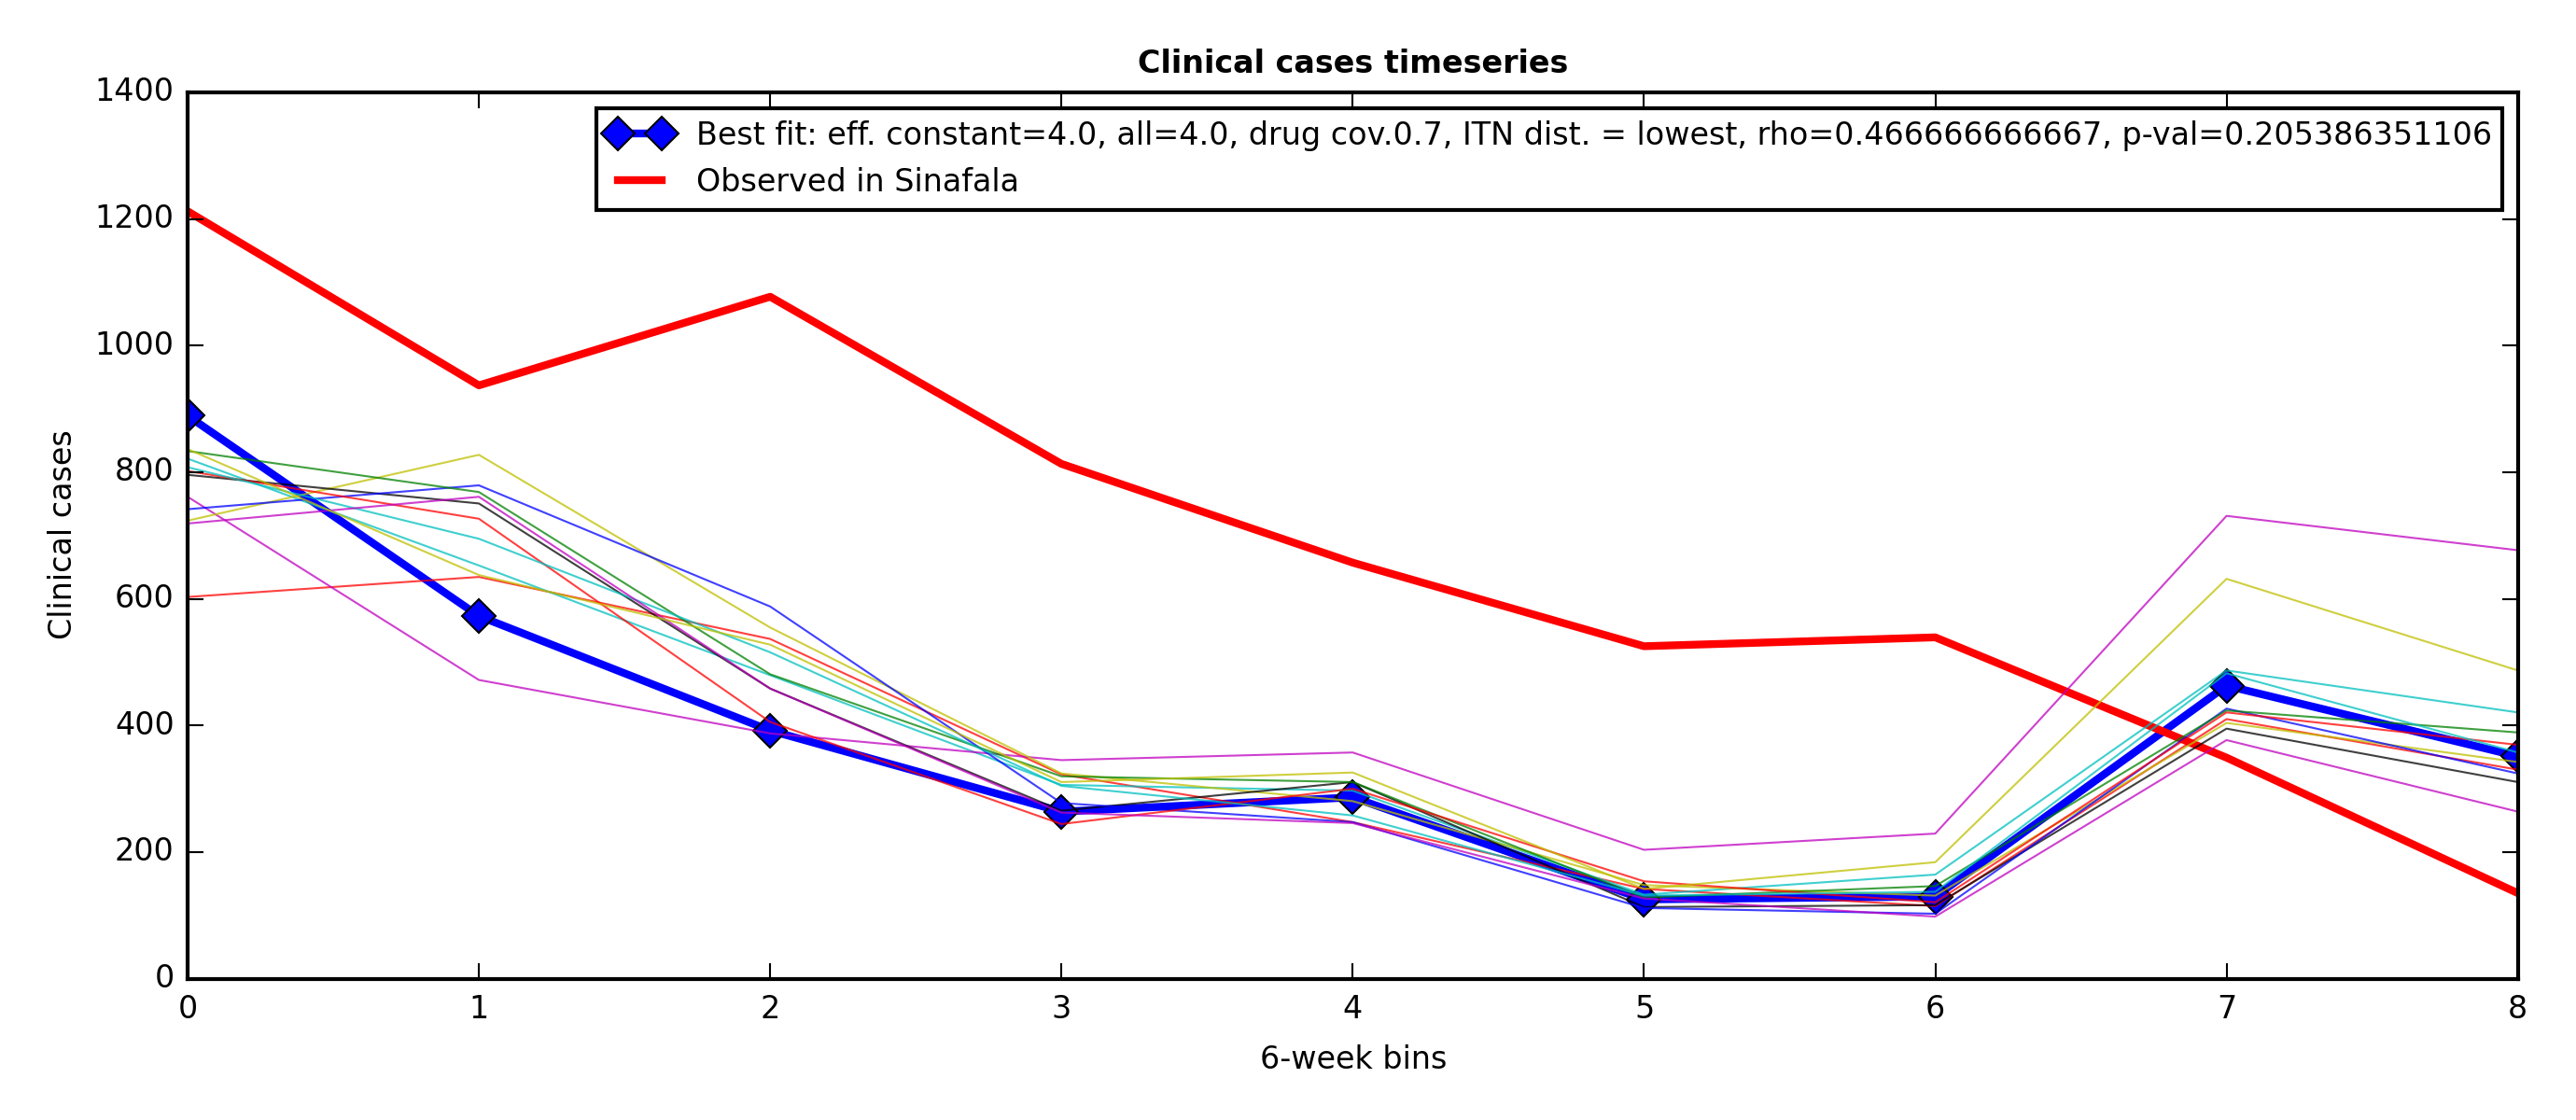 Clinical cases timeseries
Best fit: eff. constant=4.0, all=4.0, drug cov.0.7, ITN dist. = lowest, rho=0.466666666667, p-val=0.205386351106
Observed in Sinafala
1400
1200
1000
800
600
400
200
0
Clinical cases
0 1 2 3 4 5 6 7 8
6-week bins